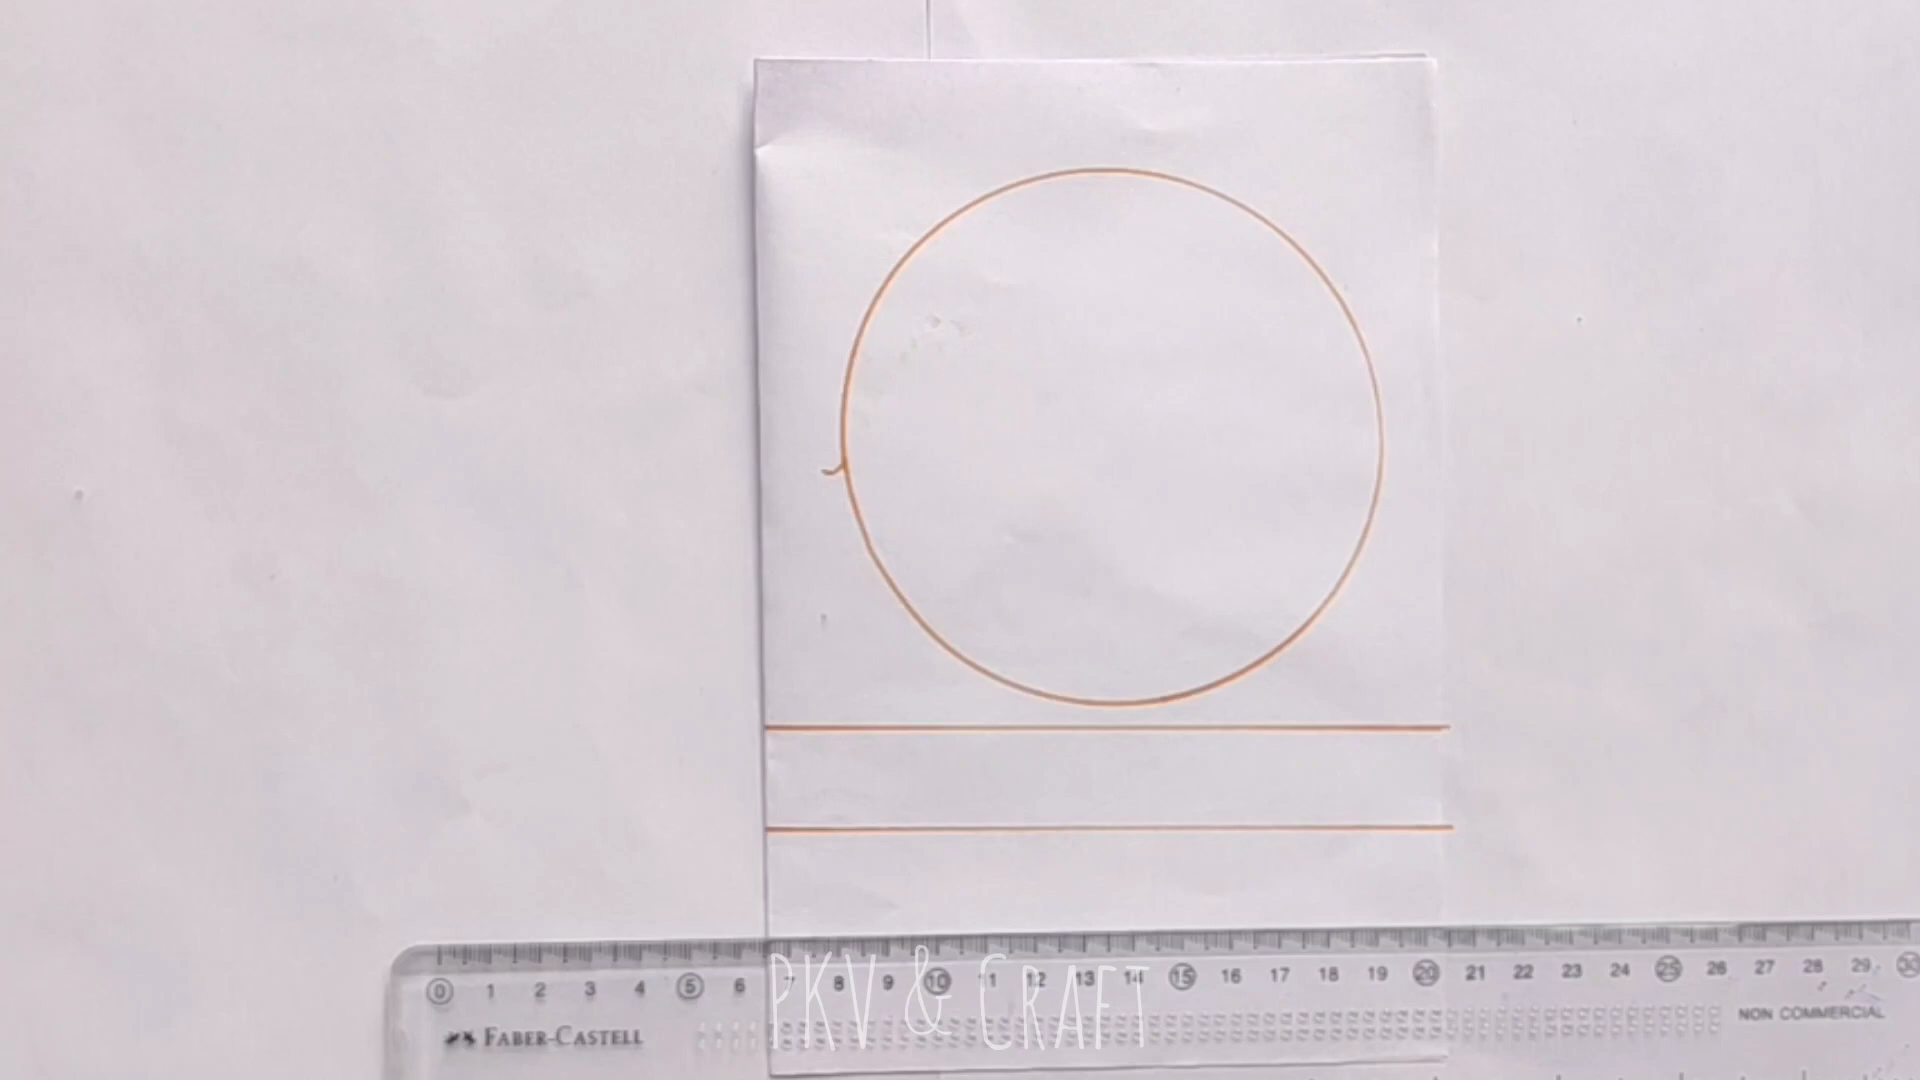 0 1 2 3 4 5 6 7 8 9 10 11 12 13 14 15 16 17 18 19 20 21 22 23 24 25 26 27 28 29 30
PKV & CRAFT
FABER-CASTELL
NON COMMERCIAL